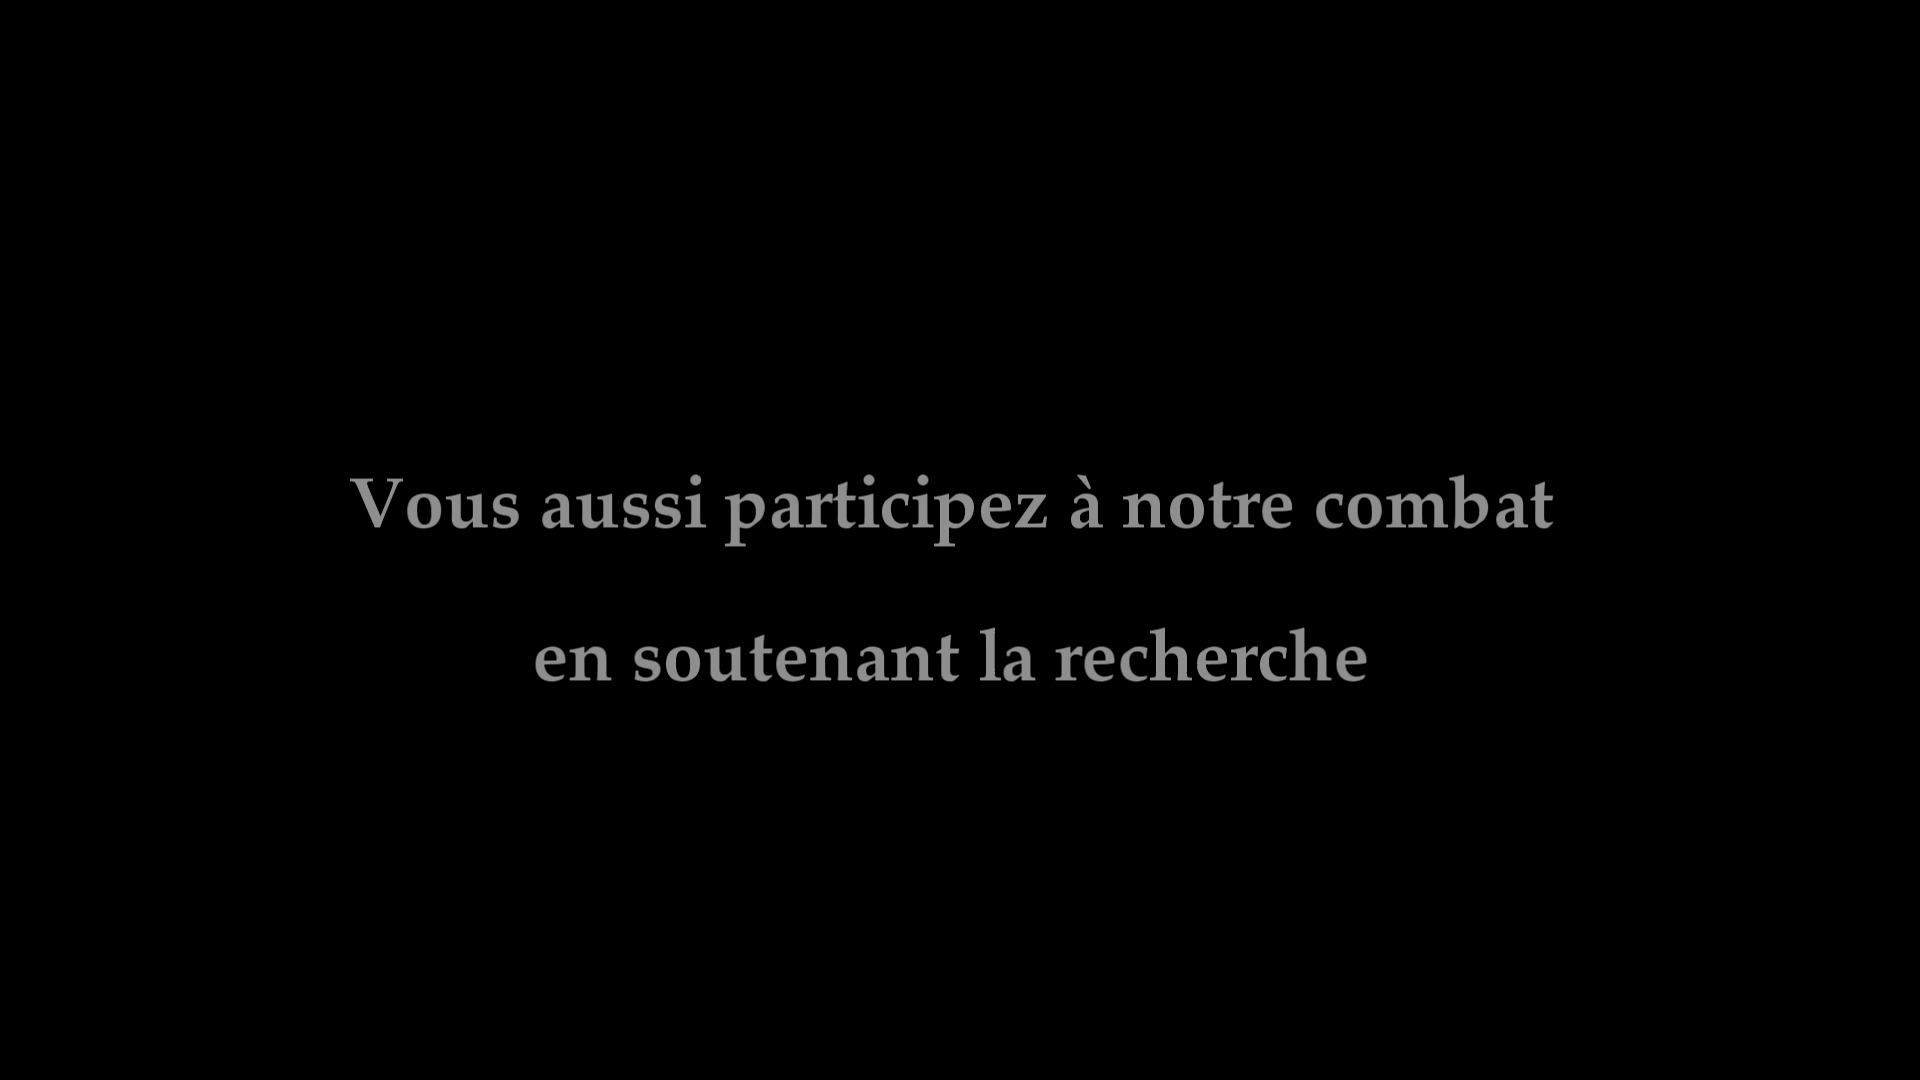 Vous aussi participez à notre combat
en soutenant la recherche